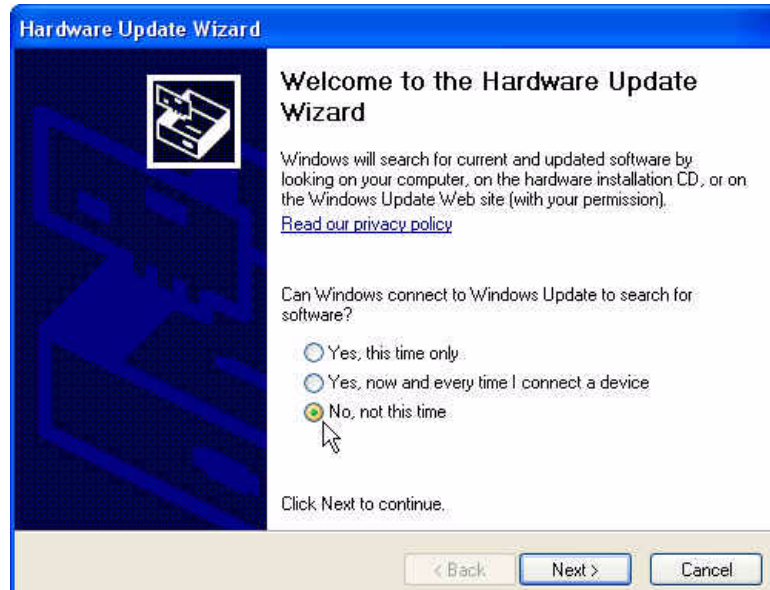 Hardware Update Wizard
Welcome to the Hardware Update
Wizard
Windows will search for current and updated software by
looking on your computer, on the hardware installation CD, or on
the Windows Update Web site (with your permission).
Read our privacy policy
Can Windows connect to Windows Update to search for
software?
Yes, this time only
Yes, now and every time I connect a device
No, not this time
Click Next to continue.
< Back
Next >
Cancel